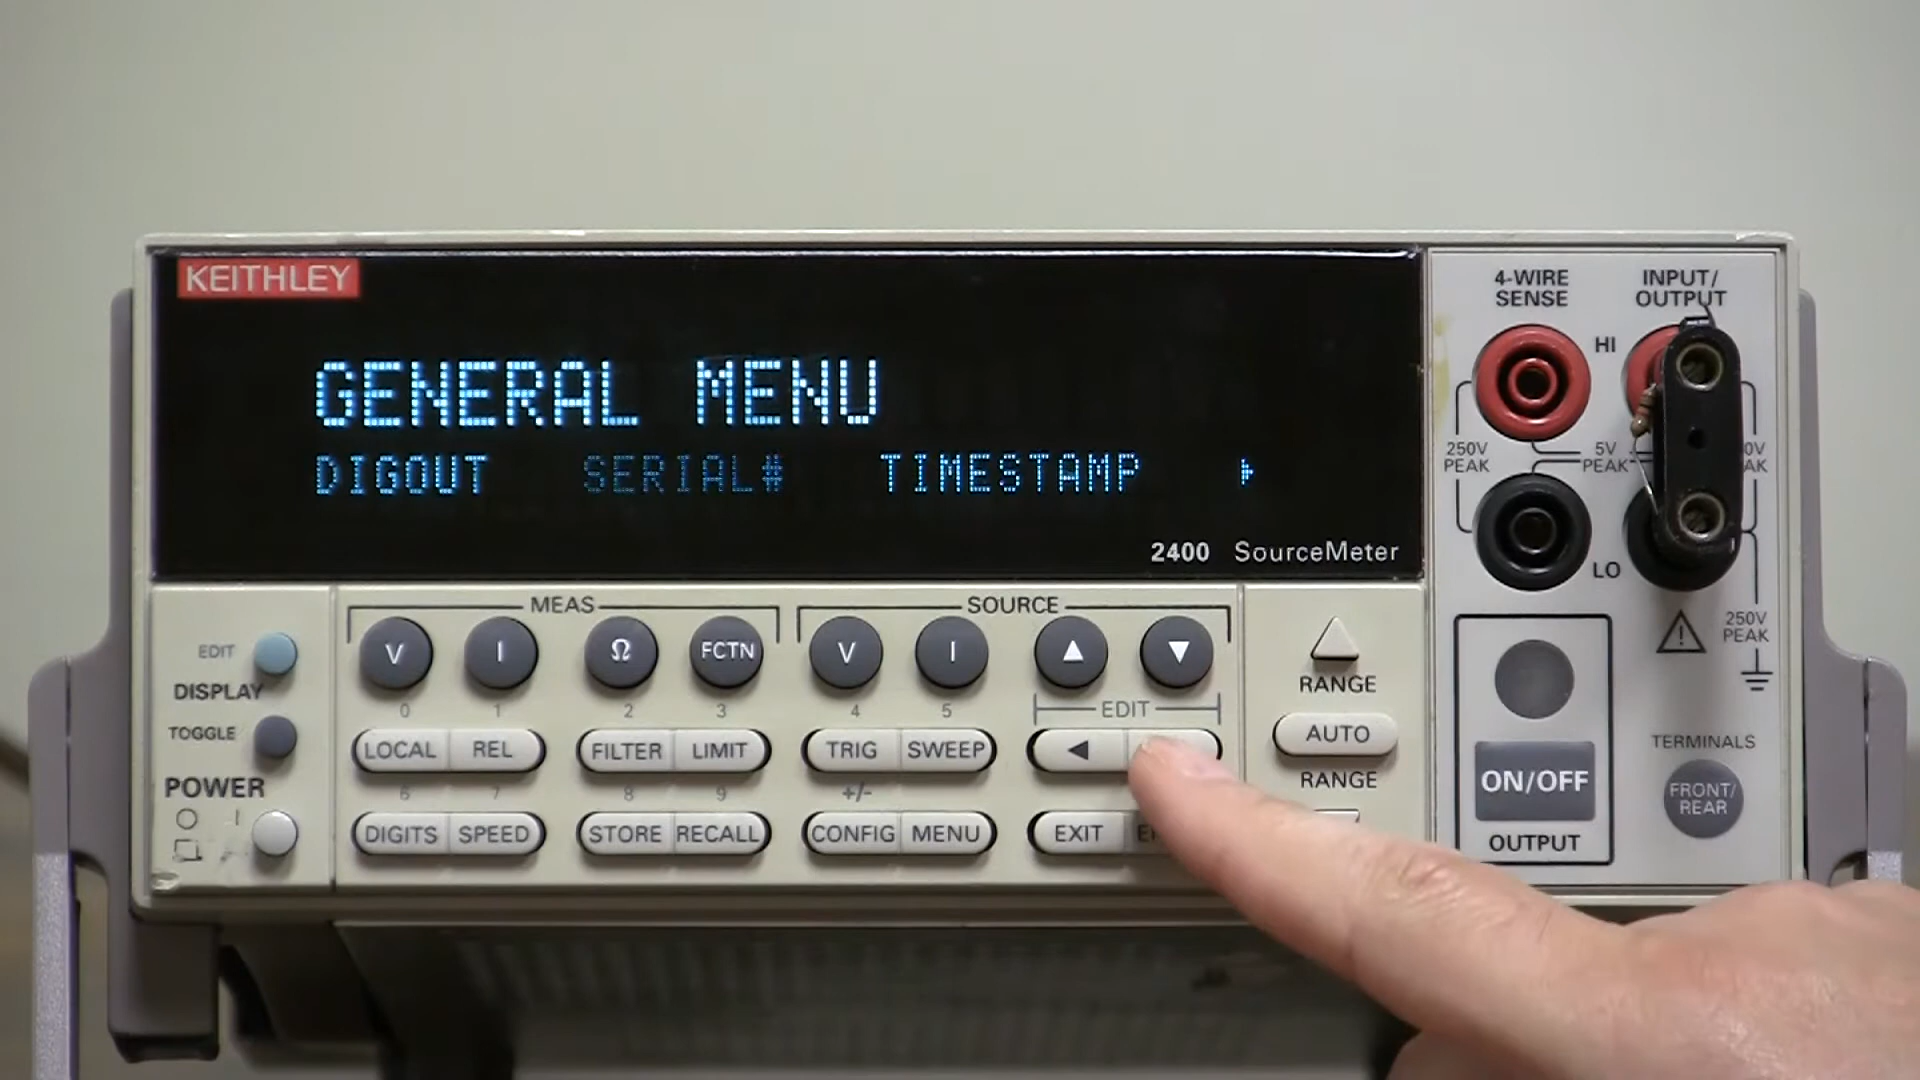 KEITHLEY
GENERAL MENU
DIGOUT SERIAL# TIMESTAMP
2400 SourceMeter
4-WIRE SENSE
INPUT/ OUTPUT
HI
250V PEAK
5V PEAK
LO
250V PEAK
MEAS
SOURCE
EDIT
DISPLAY
TOGGLE
POWER
V I Ω FCTN V I
RANGE
0 1 2 3 4 5
EDIT
LOCAL REL FILTER LIMIT TRIG SWEEP
AUTO
RANGE
6 7 8 9 +/-
DIGITS SPEED STORE RECALL CONFIG MENU EXIT
ON/OFF
OUTPUT
TERMINALS
FRONT/ REAR